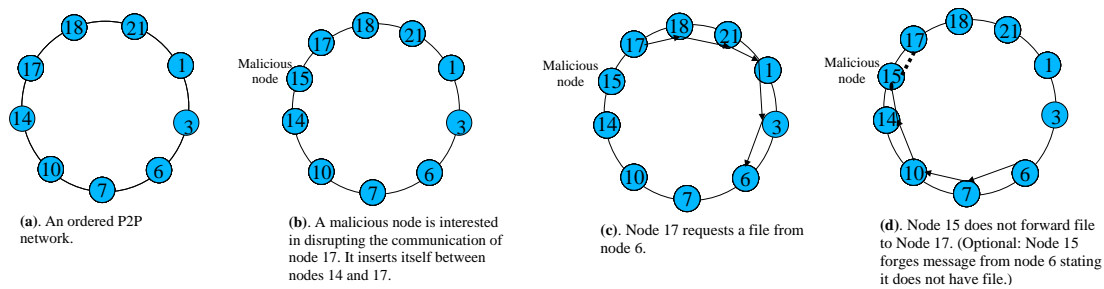 18
21
17
1
14
3
10
7
6
(a). An ordered P2P
network.
18
17
21
Malicious
node
15
1
14
3
10
7
6
(b). A malicious node is interested
in disrupting the communication of
node 17. It inserts itself between
nodes 14 and 17.
18
17
21
Malicious
node
15
1
14
3
10
7
6
(c). Node 17 requests a file from
node 6.
18
17
21
Malicious
node
15
1
14
3
10
7
6
(d). Node 15 does not forward file
to Node 17. (Optional: Node 15
forges message from node 6 stating
it does not have file.)